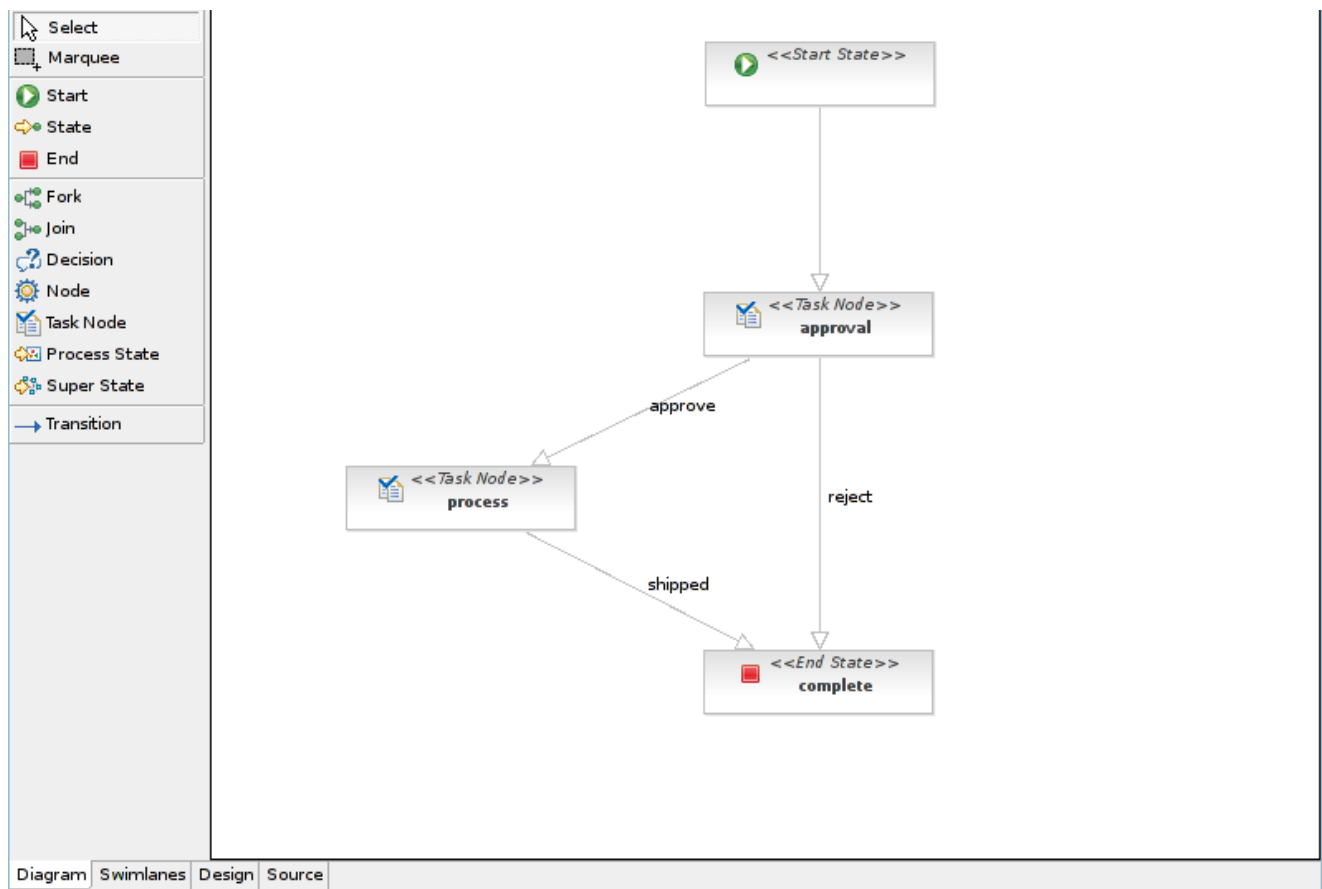 Select
Marquee
Start
State
End
Fork
Join
Decision
Node
Task Node
Process State
Super State
Transition
<<Start State>>
<<Task Node>>
approval
approve
<<Task Node>>
process
reject
shipped
<<End State>>
complete
Diagram Swimlanes Design Source